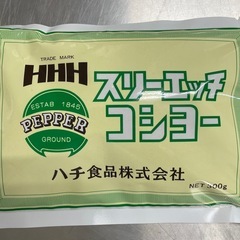 TRADE MARK
HHH
スリーエッチ
コショー
ESTAB 1845
PEPPER
GROUND
ハチ食品株式会社
NET 300g